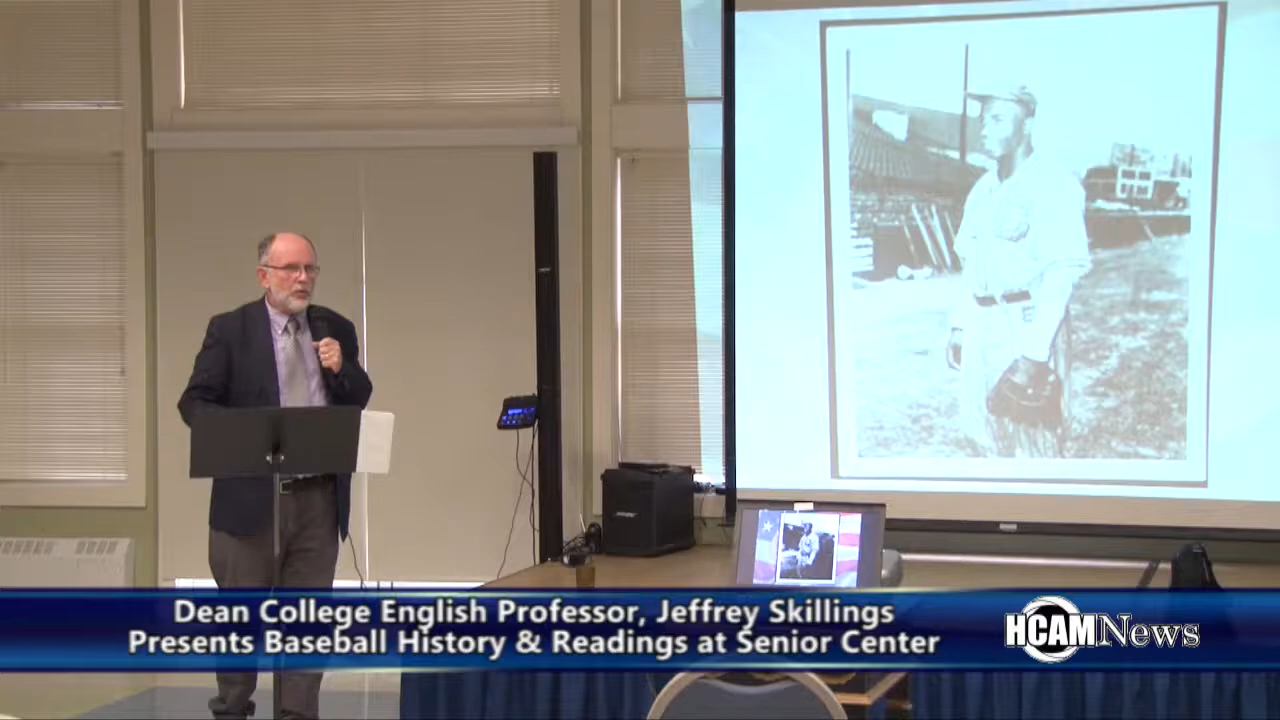 Dean College English Professor, Jeffrey Skillings
Presents Baseball History & Readings at Senior Center
HCAMNews